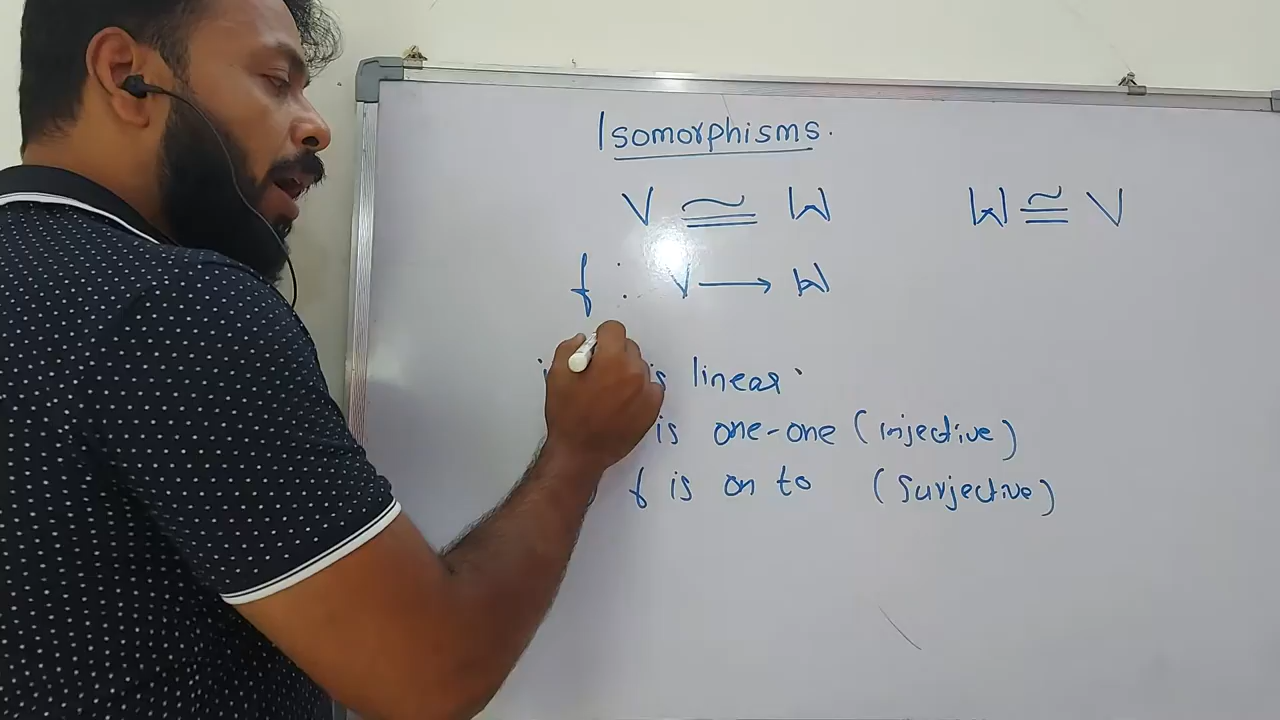 Isomorphisms.
V ≅ W W ≅ V
f : V → W
is linear.
is one-one (injective)
f is on to (surjective)